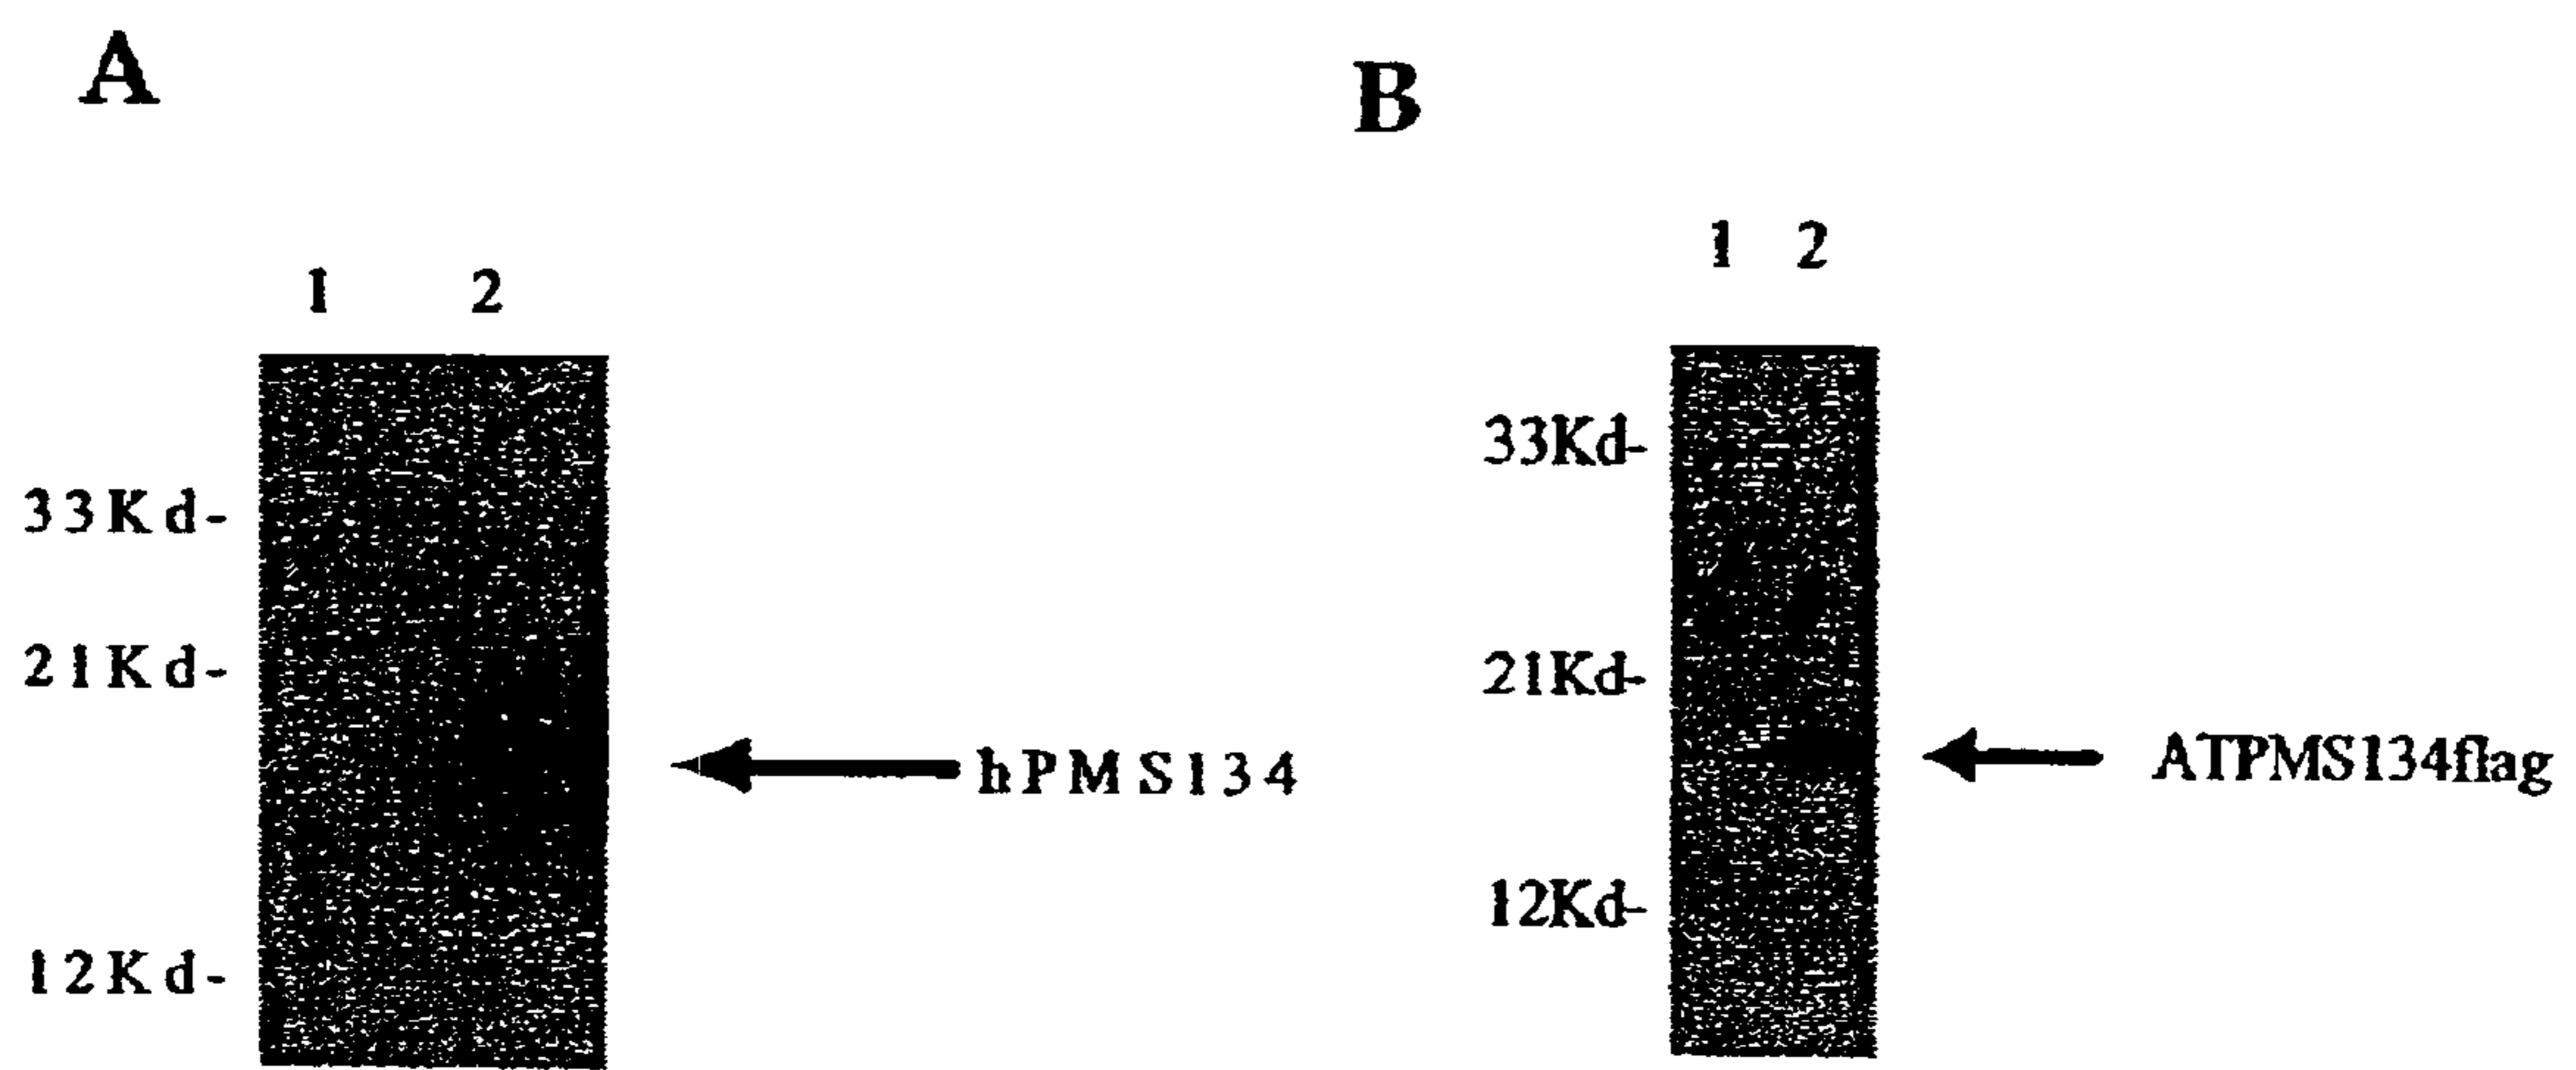 A
1 2
33Kd-
21Kd-
hPMS134
12Kd-
B
1 2
33Kd-
21Kd-
ATPMS134flag
12Kd-